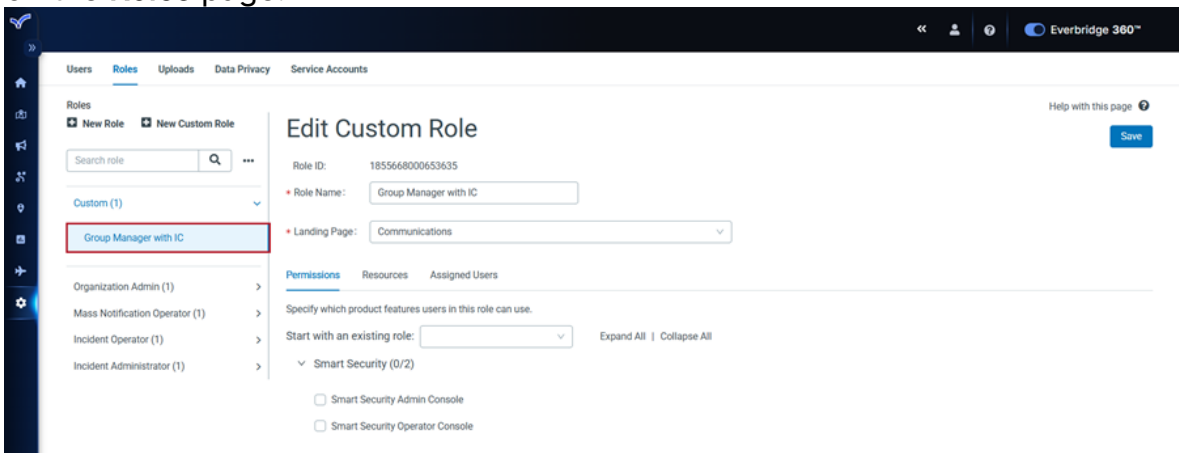 on the Roles page.
Everbridge 360™
Users Roles Uploads Data Privacy Service Accounts
Roles
New Role New Custom Role
Search role
Custom (1)
Group Manager with IC
Organization Admin (1)
Mass Notification Operator (1)
Incident Operator (1)
Incident Administrator (1)
Help with this page
Edit Custom Role
Save
Role ID: 1855668000653635
* Role Name: Group Manager with IC
* Landing Page: Communications
Permissions Resources Assigned Users
Specify which product features users in this role can use.
Start with an existing role: Expand All | Collapse All
Smart Security (0/2)
Smart Security Admin Console
Smart Security Operator Console